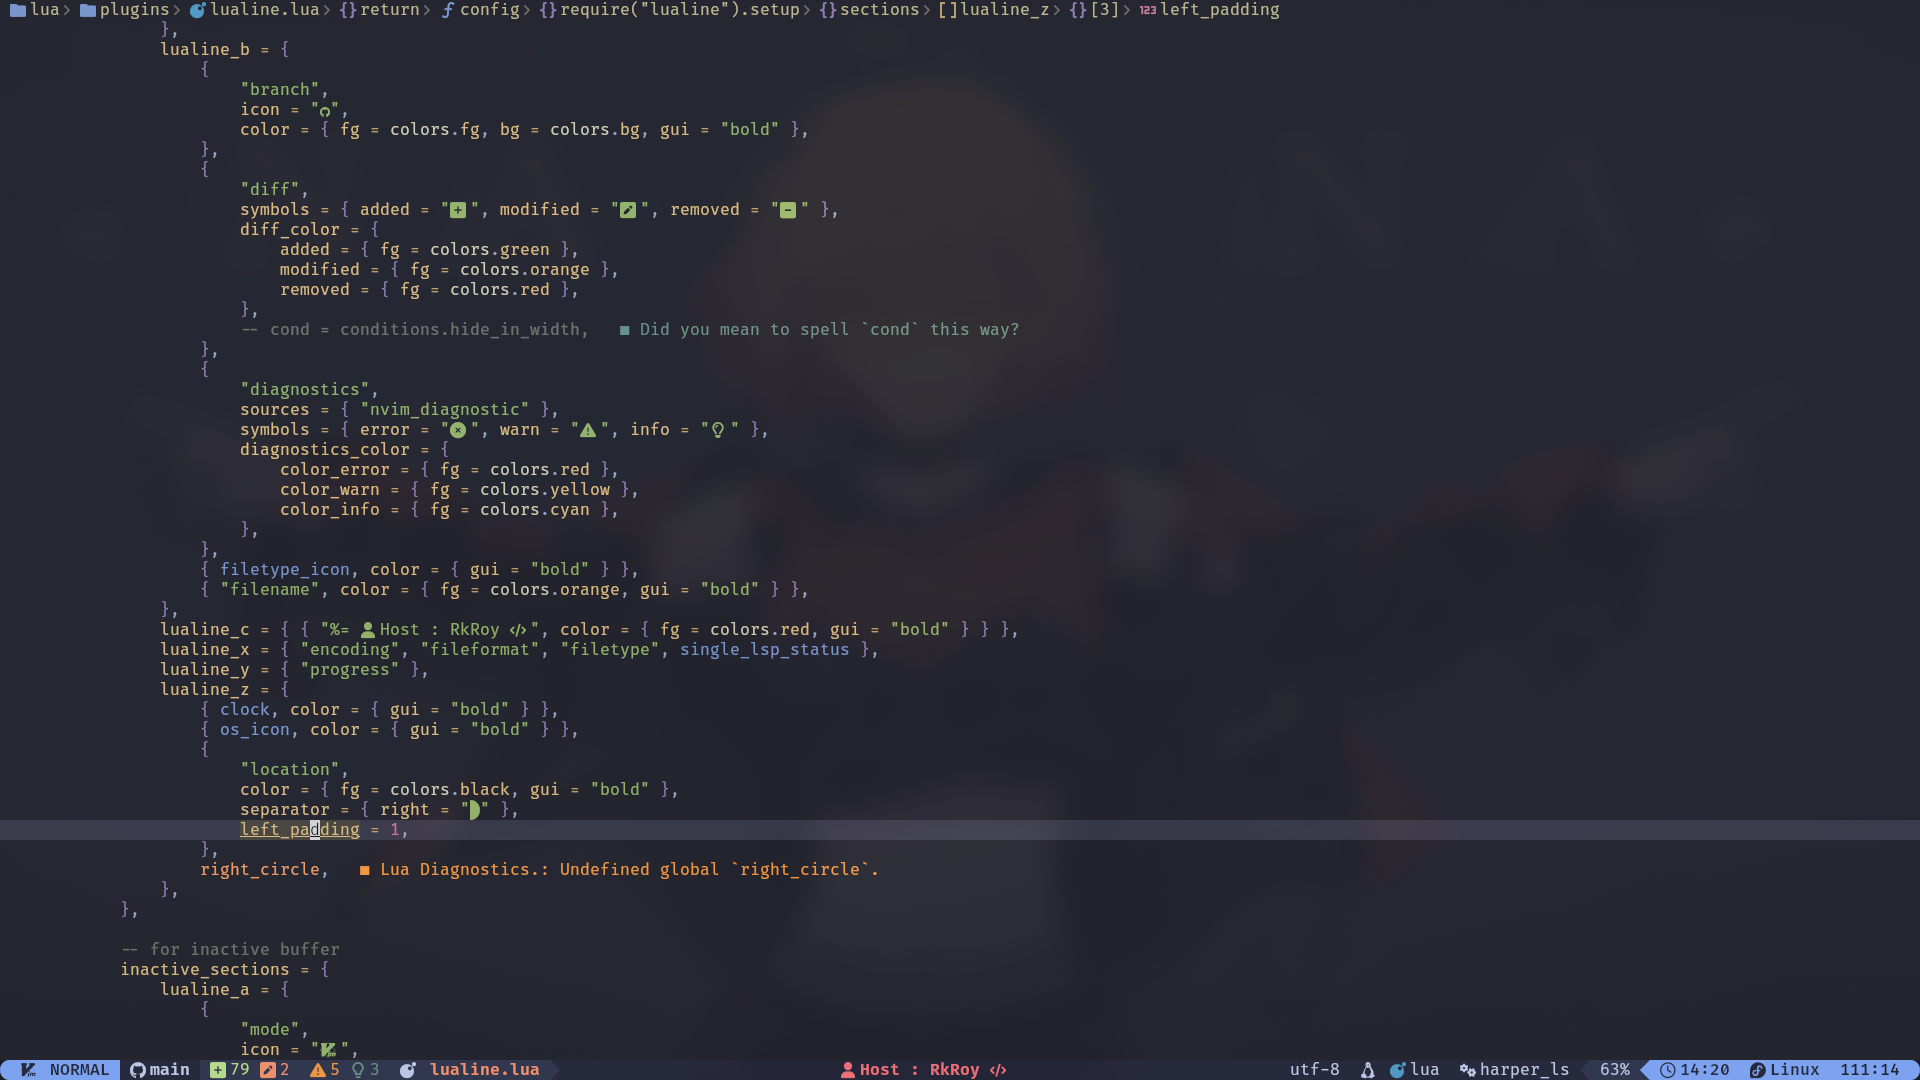 lua> plugins> lualine.lua> {}return> ƒ config> {}require("lualine").setup> {}sections> []lualine_z> {}[3]> 123 left_padding
},
lualine_b = {
{
"branch",
icon = "",
color = { fg = colors.fg, bg = colors.bg, gui = "bold" },
},
{
"diff",
symbols = { added = " ", modified = " ", removed = " " },
diff_color = {
added = { fg = colors.green },
modified = { fg = colors.orange },
removed = { fg = colors.red },
},
-- cond = conditions.hide_in_width, ■ Did you mean to spell `cond` this way?
},
{
"diagnostics",
sources = { "nvim_diagnostic" },
symbols = { error = " ", warn = " ", info = " " },
diagnostics_color = {
color_error = { fg = colors.red },
color_warn = { fg = colors.yellow },
color_info = { fg = colors.cyan },
},
},
{ filetype_icon, color = { gui = "bold" } },
{ "filename", color = { fg = colors.orange, gui = "bold" } },
},
lualine_c = { { "%= Host : RkRoy </>", color = { fg = colors.red, gui = "bold" } } },
lualine_x = { "encoding", "fileformat", "filetype", single_lsp_status },
lualine_y = { "progress" },
lualine_z = {
{ clock, color = { gui = "bold" } },
{ os_icon, color = { gui = "bold" } },
{
"location",
color = { fg = colors.black, gui = "bold" },
separator = { right = "" },
left_padding = 1,
},
right_circle, ■ Lua Diagnostics.: Undefined global `right_circle`.
},
},
-- for inactive buffer
inactive_sections = {
lualine_a = {
{
"mode",
icon = " ",
NORMAL main 79 2 5 3 lualine.lua Host : RkRoy </> utf-8 lua harper_ls 63% 14:20 Linux 111:14